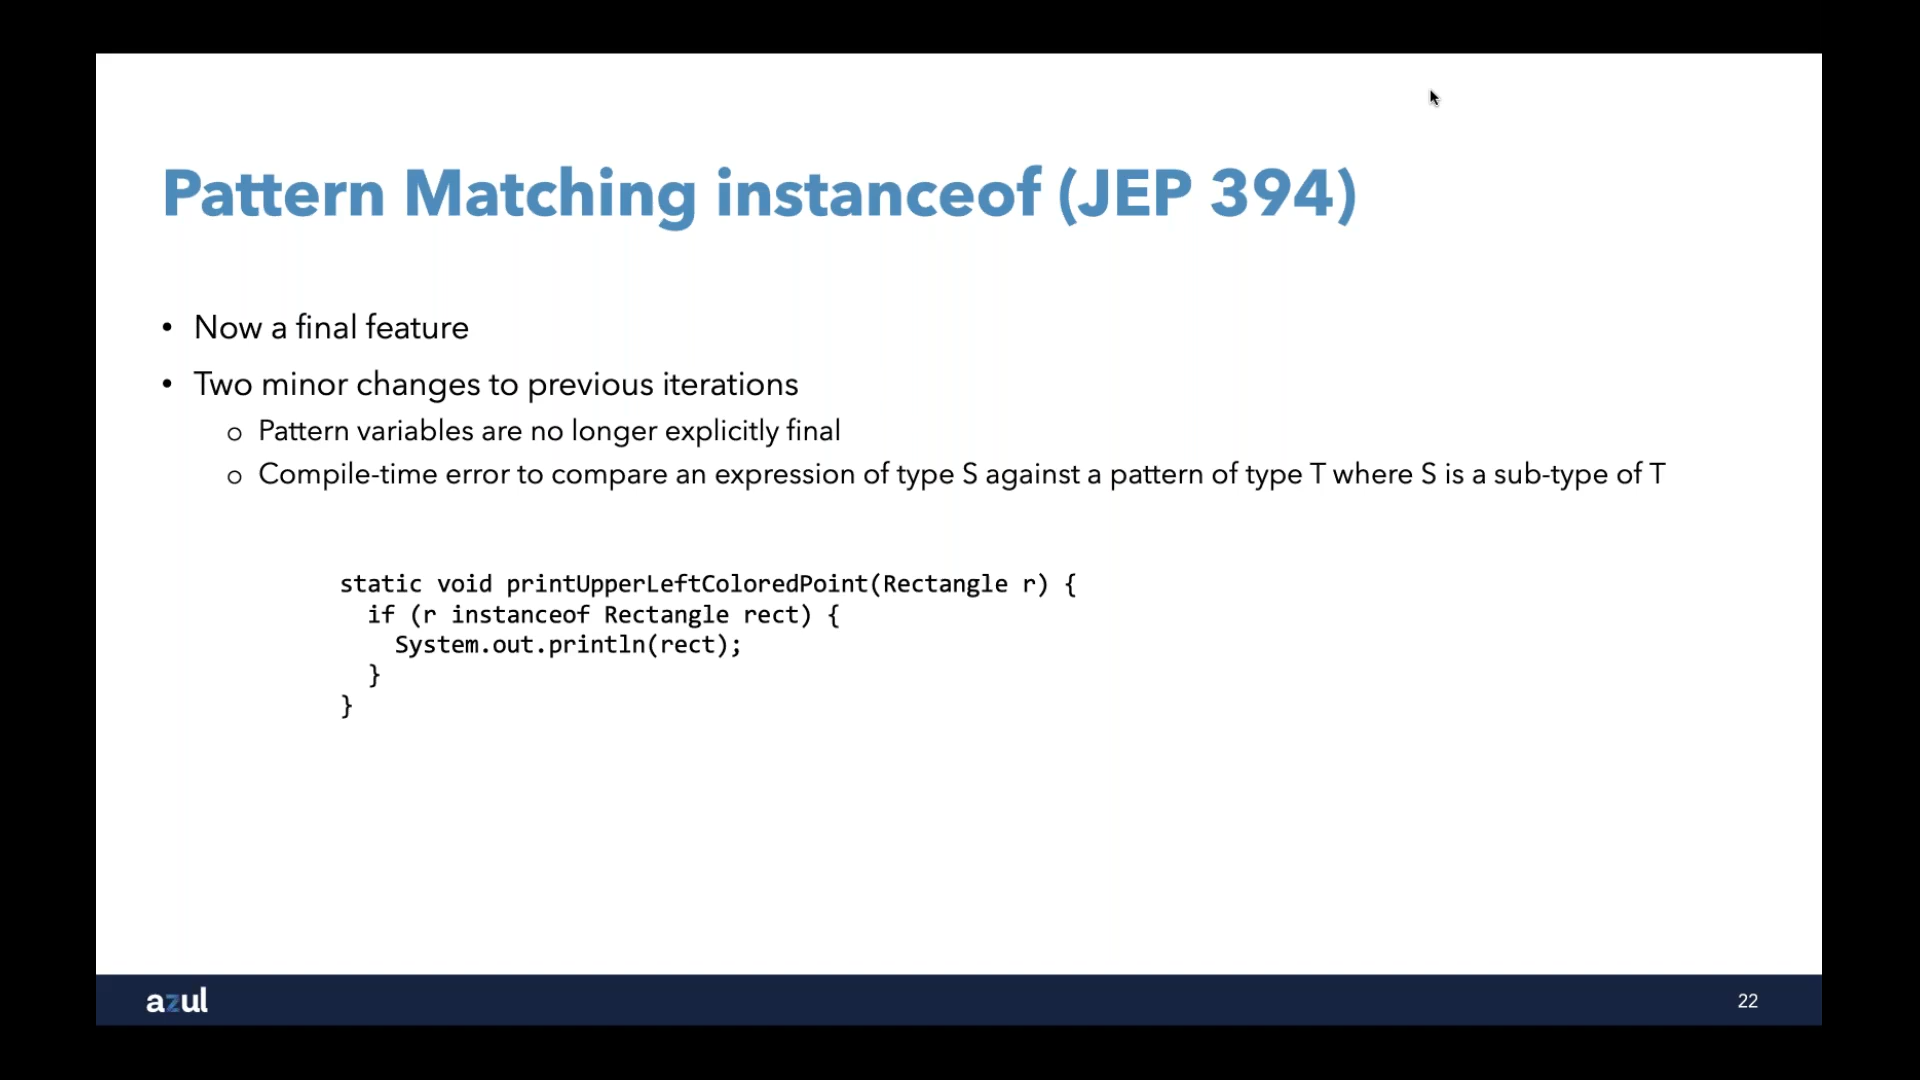 Pattern Matching instanceof (JEP 394)
• Now a final feature
• Two minor changes to previous iterations
o Pattern variables are no longer explicitly final
o Compile-time error to compare an expression of type S against a pattern of type T where S is a sub-type of T
static void printUpperLeftColoredPoint(Rectangle r) {
  if (r instanceof Rectangle rect) {
    System.out.println(rect);
  }
}
azul
22